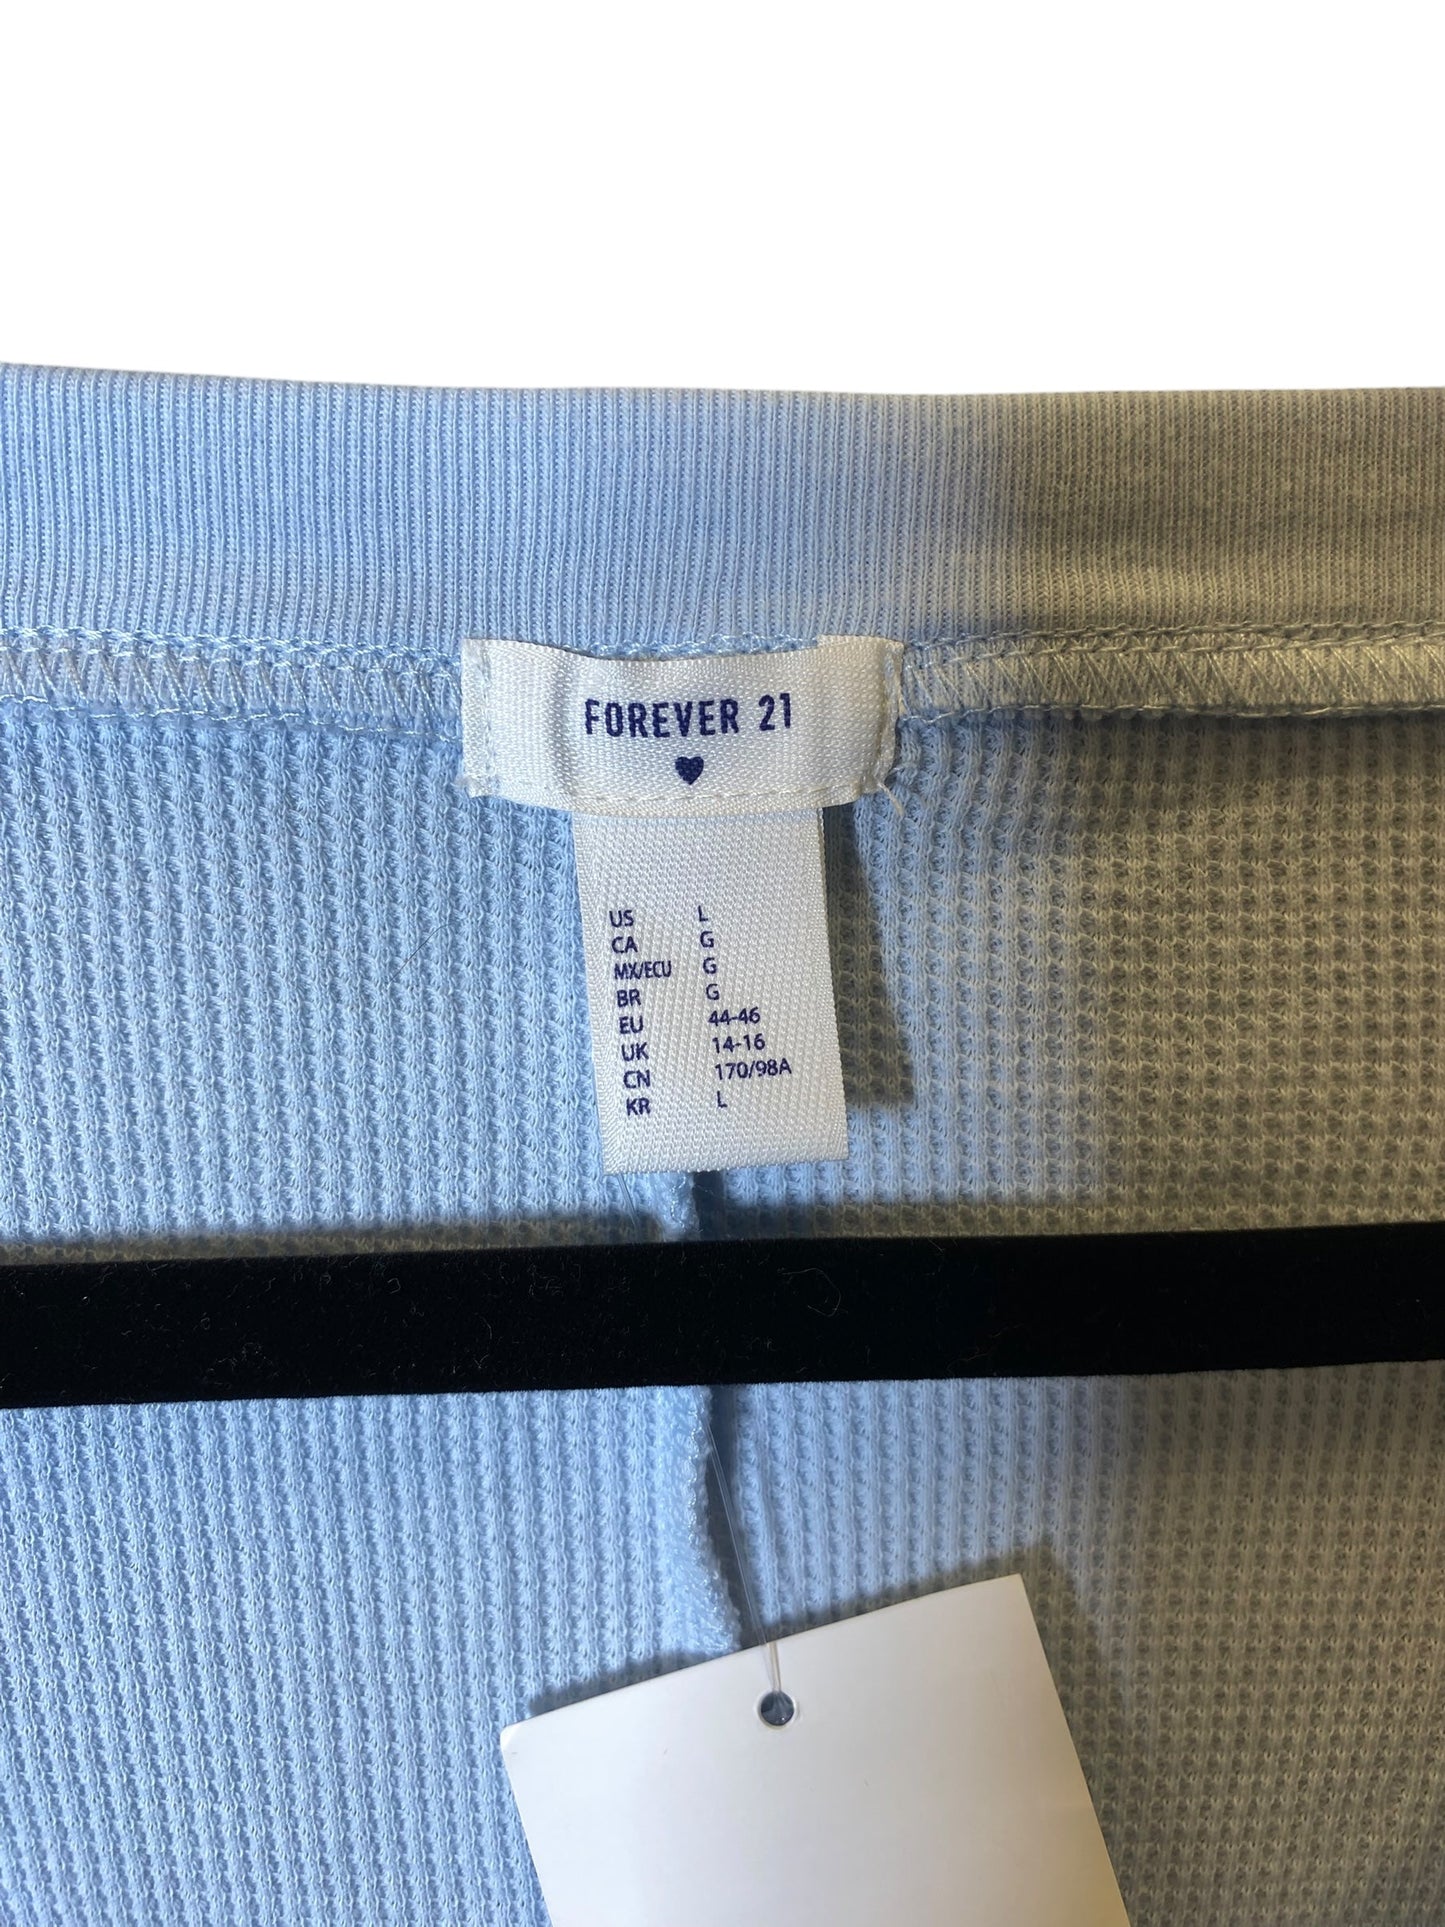 FOREVER 21
US L
CA G
MX/ECU G
BR G
EU 44-46
UK 14-16
CN 170/98A
KR L